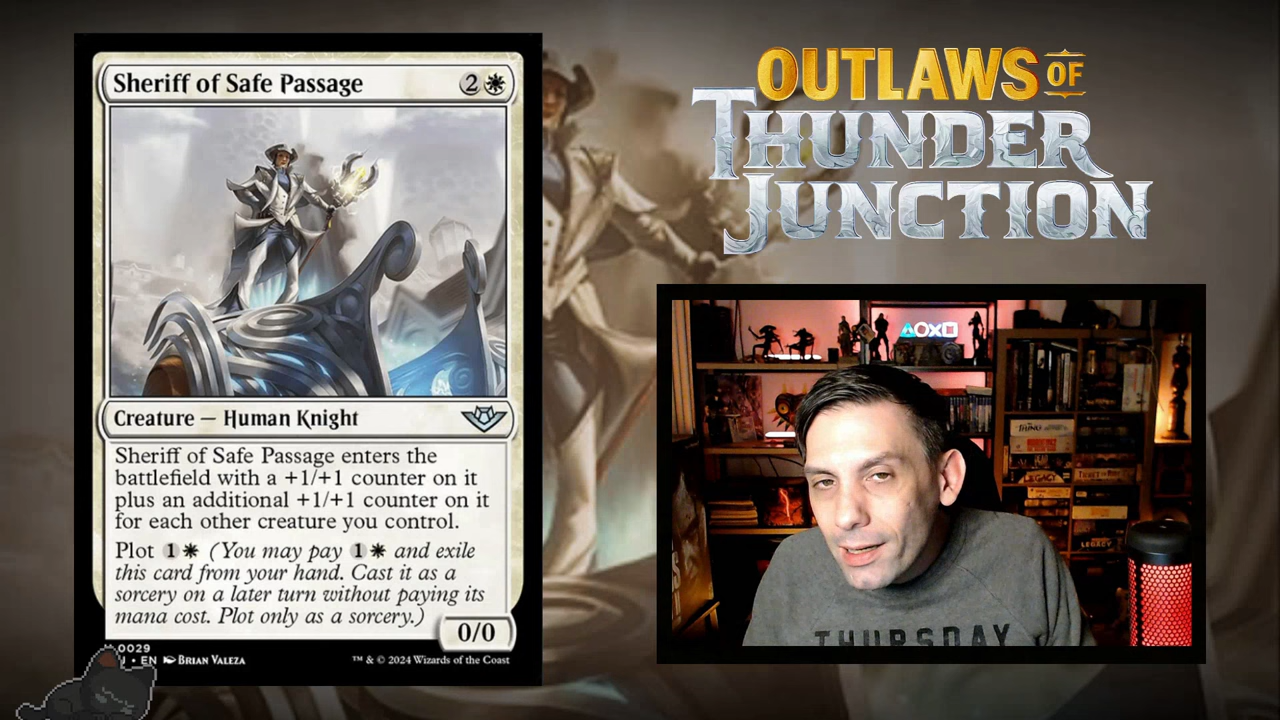 Sheriff of Safe Passage 2
Creature — Human Knight
Sheriff of Safe Passage enters the
battlefield with a +1/+1 counter on it
plus an additional +1/+1 counter on it
for each other creature you control.
Plot 1 (You may pay 1 and exile
this card from your hand. Cast it as a
sorcery on a later turn without paying its
mana cost. Plot only as a sorcery.)
0/0
0029
• EN BRIAN VALEZA ™ & © 2024 Wizards of the Coast
OUTLAWS OF
THUNDER
JUNCTION
LEGACY
THURSDAY